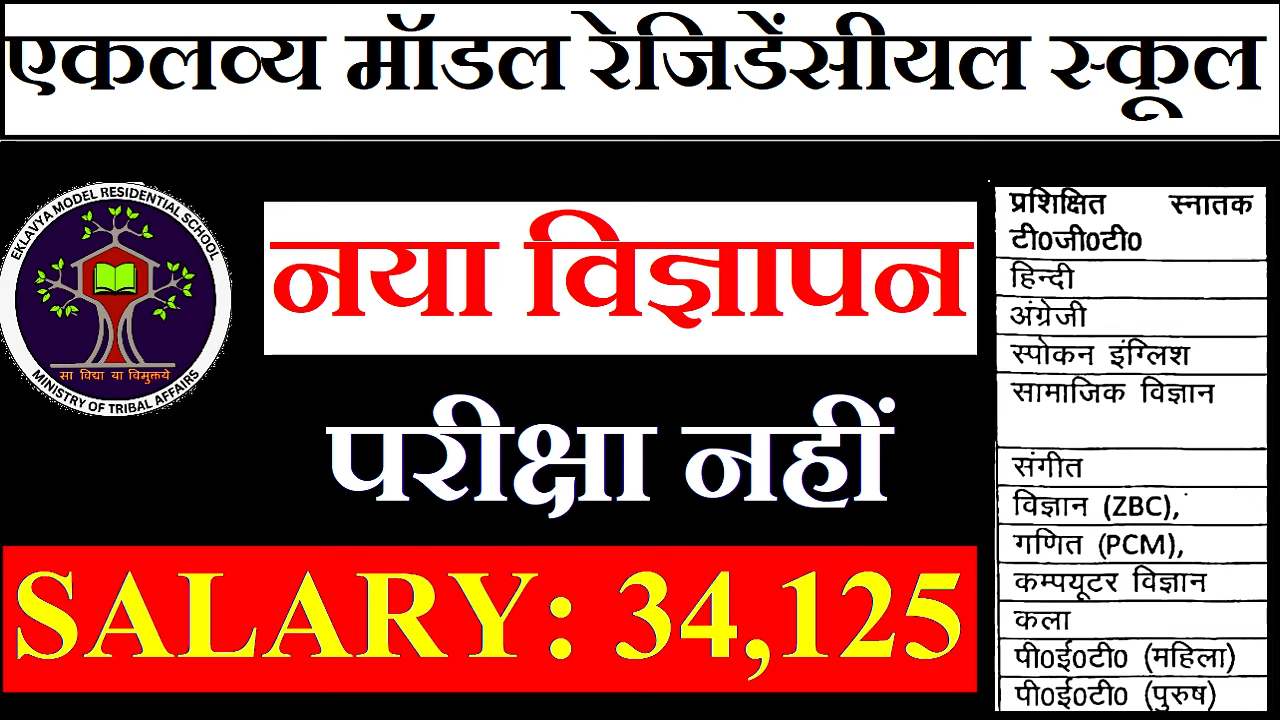 एकलव्य मॉडल रेजिडेंसीयल स्कूल
EKLAVYA MODEL RESIDENTIAL SCHOOL
सा विद्या या विमुक्तये
MINISTRY OF TRIBAL AFFAIRS
नया विज्ञापन
परीक्षा नहीं
SALARY: 34,125
प्रशिक्षित स्नातक
टी0जी0टी0
हिन्दी
अंग्रेजी
स्पोकन इंग्लिश
सामाजिक विज्ञान
संगीत
विज्ञान (ZBC),
गणित (PCM),
कम्पयूटर विज्ञान
कला
पी0ई0टी0 (महिला)
पी0ई0टी0 (पुरुष)